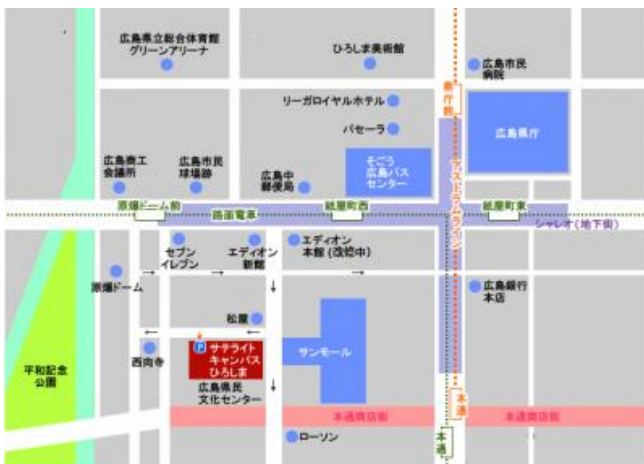 広島県立総合体育館
グリーンアリーナ
ひろしま美術館
広島市民
病院
リーガロイヤルホテル
県庁前
パセーラ
広島県庁
広島商工
会議所
広島市民
球場跡
広島中
郵便局
そごう
広島バス
センター
アストラムライン
原爆ドーム前
路面電車
紙屋町西
紙屋町東
シャレオ(地下街)
セブン
イレブン
エディオン
新館
エディオン
本館(改修中)
原爆ドーム
広島銀行
本店
松屋
P
サテライト
キャンパス
ひろしま
サンモール
西向寺
平和記念
公園
広島県民
文化センター
本通
本通商店街
本通商店街
本通
ローソン